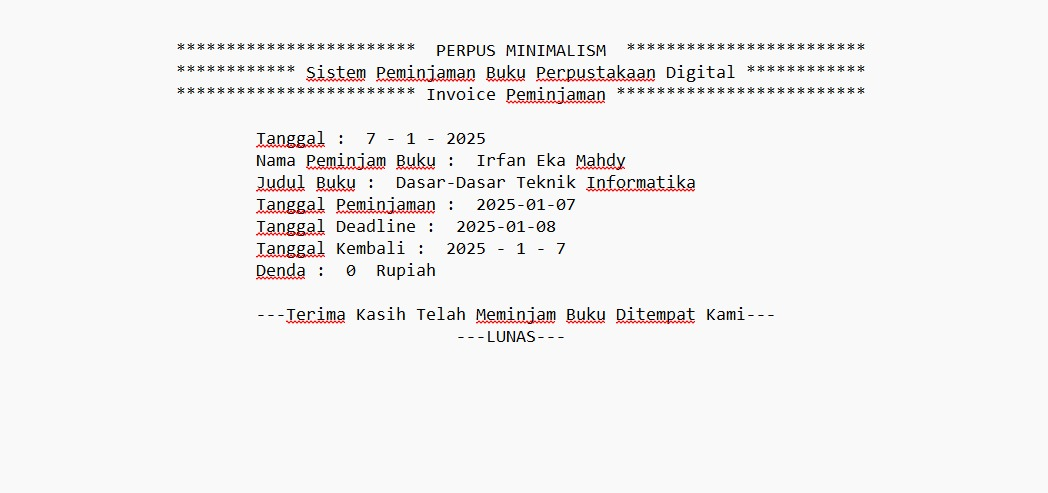 ************************  PERPUS MINIMALISM  ************************
************ Sistem Peminjaman Buku Perpustakaan Digital ************
************************ Invoice Peminjaman *************************
Tanggal :  7 - 1 - 2025
Nama Peminjam Buku :  Irfan Eka Mahdy
Judul Buku :  Dasar-Dasar Teknik Informatika
Tanggal Peminjaman :  2025-01-07
Tanggal Deadline :  2025-01-08
Tanggal Kembali :  2025 - 1 - 7
Denda :  0  Rupiah
---Terima Kasih Telah Meminjam Buku Ditempat Kami---
---LUNAS---